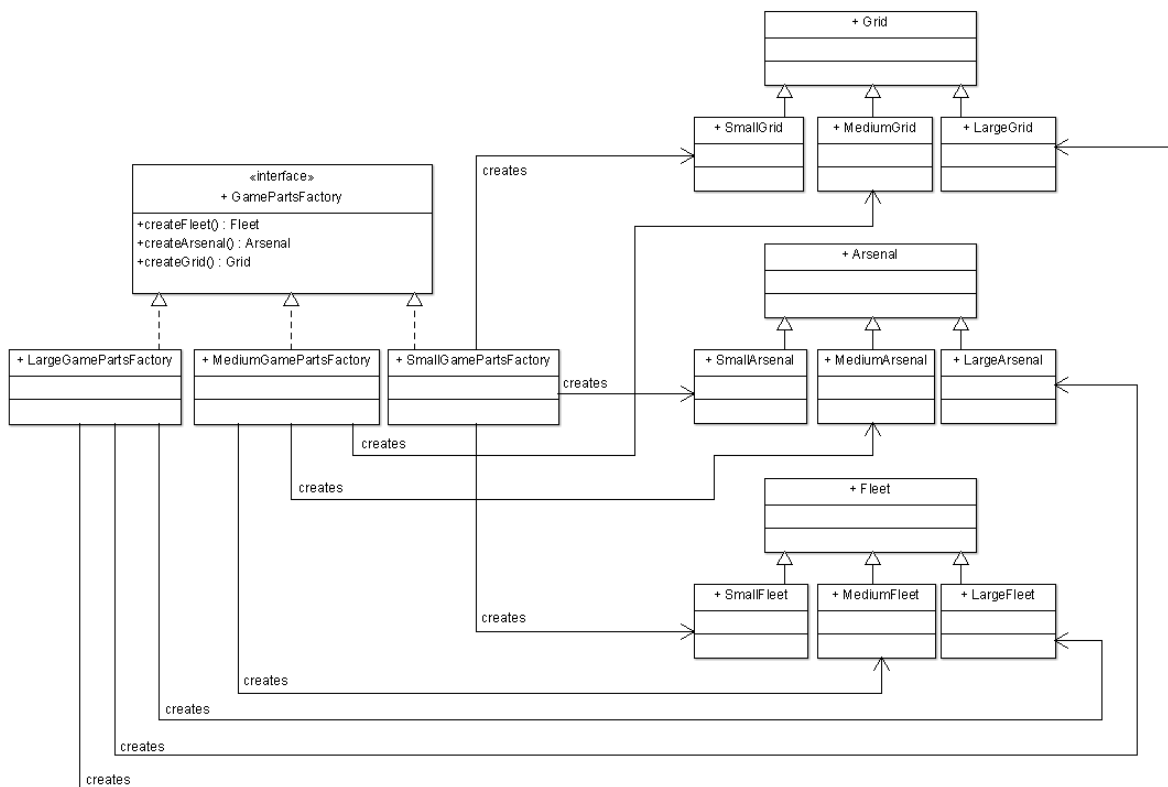 + Grid
+ SmallGrid
+ MediumGrid
+ LargeGrid
creates
«interface»
+ GamePartsFactory
+createFleet() : Fleet
+createArsenal() : Arsenal
+createGrid() : Grid
+ Arsenal
+ LargeGamePartsFactory
+ MediumGamePartsFactory
+ SmallGamePartsFactory
+ SmallArsenal
+ MediumArsenal
+ LargeArsenal
creates
creates
creates
+ Fleet
+ SmallFleet
+ MediumFleet
+ LargeFleet
creates
creates
creates
creates
creates